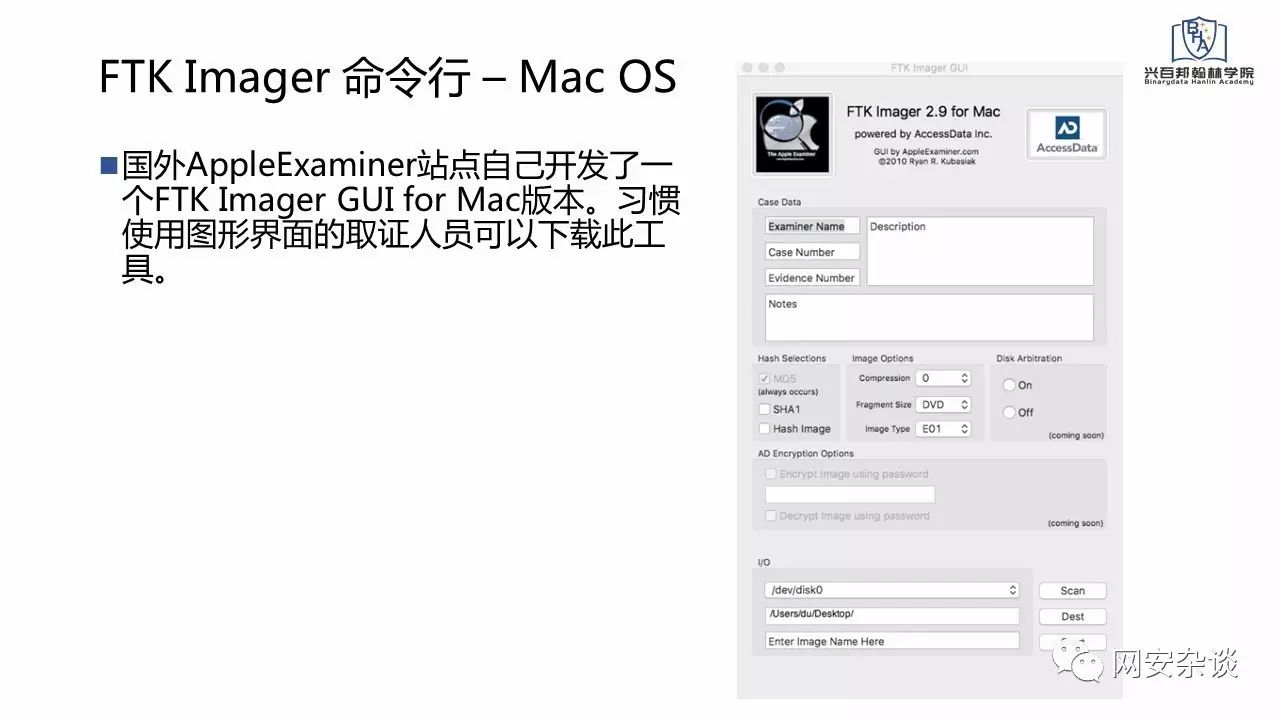 FTK Imager 命令行 – Mac OS
兴百邦翰林学院
Binarydata Hanlin Academy
国外AppleExaminer站点自己开发了一
个FTK Imager GUI for Mac版本。习惯
使用图形界面的取证人员可以下载此工
具。
FTK Imager GUI
The Apple Examiner
FTK Imager 2.9 for Mac
powered by AccessData Inc.
GUI by AppleExaminer.com
©2010 Ryan R. Kubasiak
AccessData
Case Data
Examiner Name
Description
Case Number
Evidence Number
Notes
Hash Selections
MD5
(always occurs)
SHA1
Hash Image
Image Options
Compression 0
Fragment Size DVD
Image Type E01
Disk Arbitration
On
Off
(coming soon)
AD Encryption Options
Encrypt Image using password
Decrypt Image using password
(coming soon)
I/O
/dev/disk0
Scan
/Users/du/Desktop/
Dest
Enter Image Name Here
网安杂谈